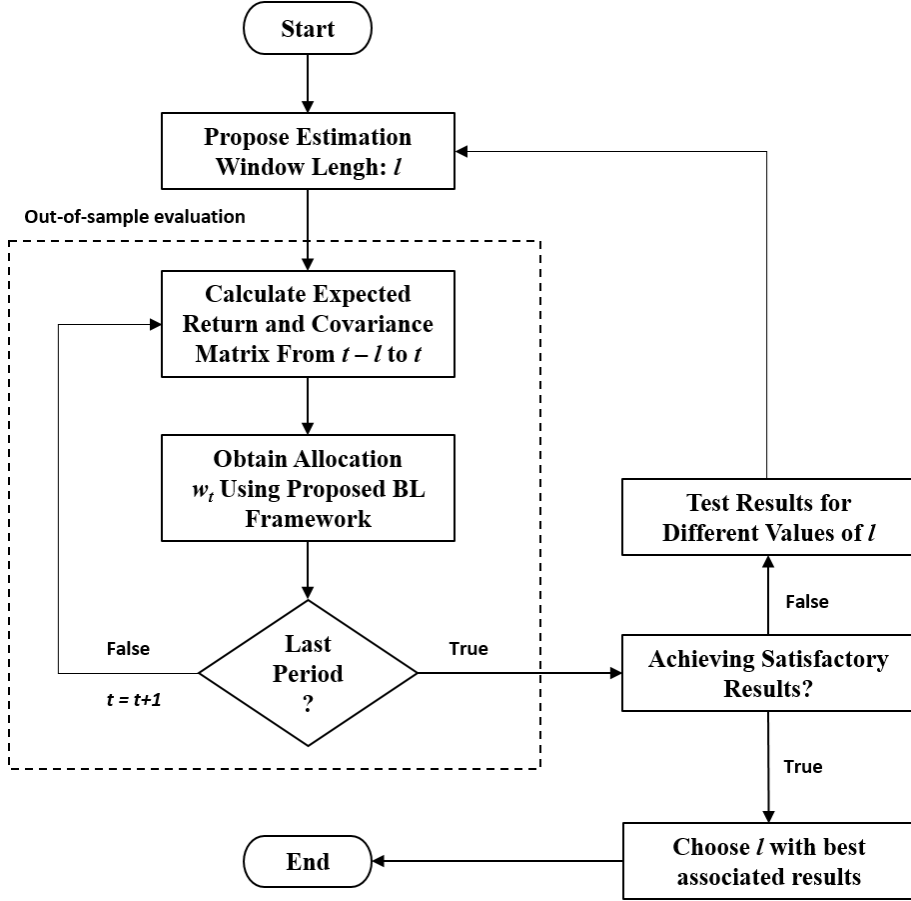 Start
Propose Estimation
Window Lengh: l
Out-of-sample evaluation
Calculate Expected
Return and Covariance
Matrix From t – l to t
Obtain Allocation
wt Using Proposed BL
Framework
Test Results for
Different Values of l
False
False
Last
Period
?
True
Achieving Satisfactory
Results?
t = t+1
True
Choose l with best
associated results
End